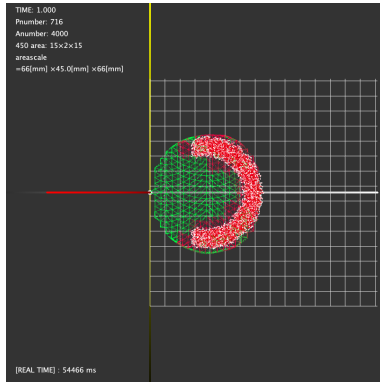 TIME: 1.000
Pnumber: 716
Anumber: 4000
450 area: 15×2×15
areascale
=66[mm] ×45.0[mm] ×66[mm]
[REAL TIME] : 54466 ms